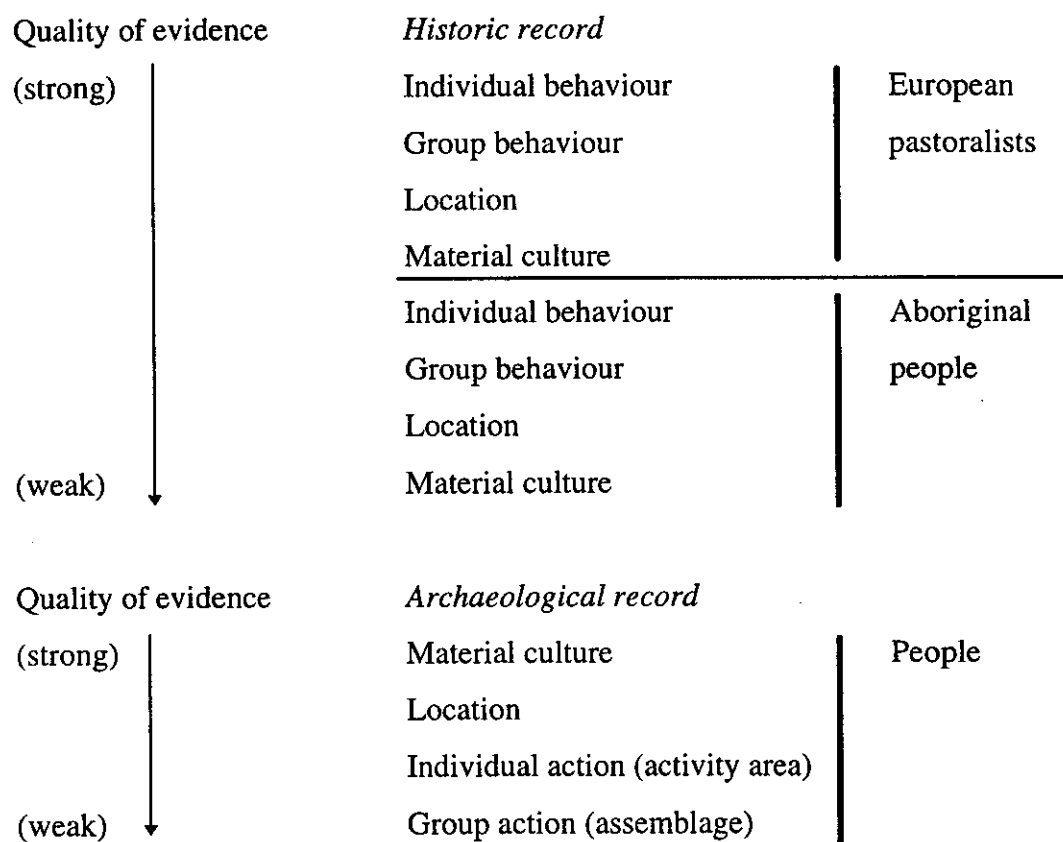 Quality of evidence Historic record
(strong) Individual behaviour European
Group behaviour pastoralists
Location
Material culture
Individual behaviour Aboriginal
Group behaviour people
Location
(weak) Material culture
Quality of evidence Archaeological record
(strong) Material culture People
Location
Individual action (activity area)
(weak) Group action (assemblage)